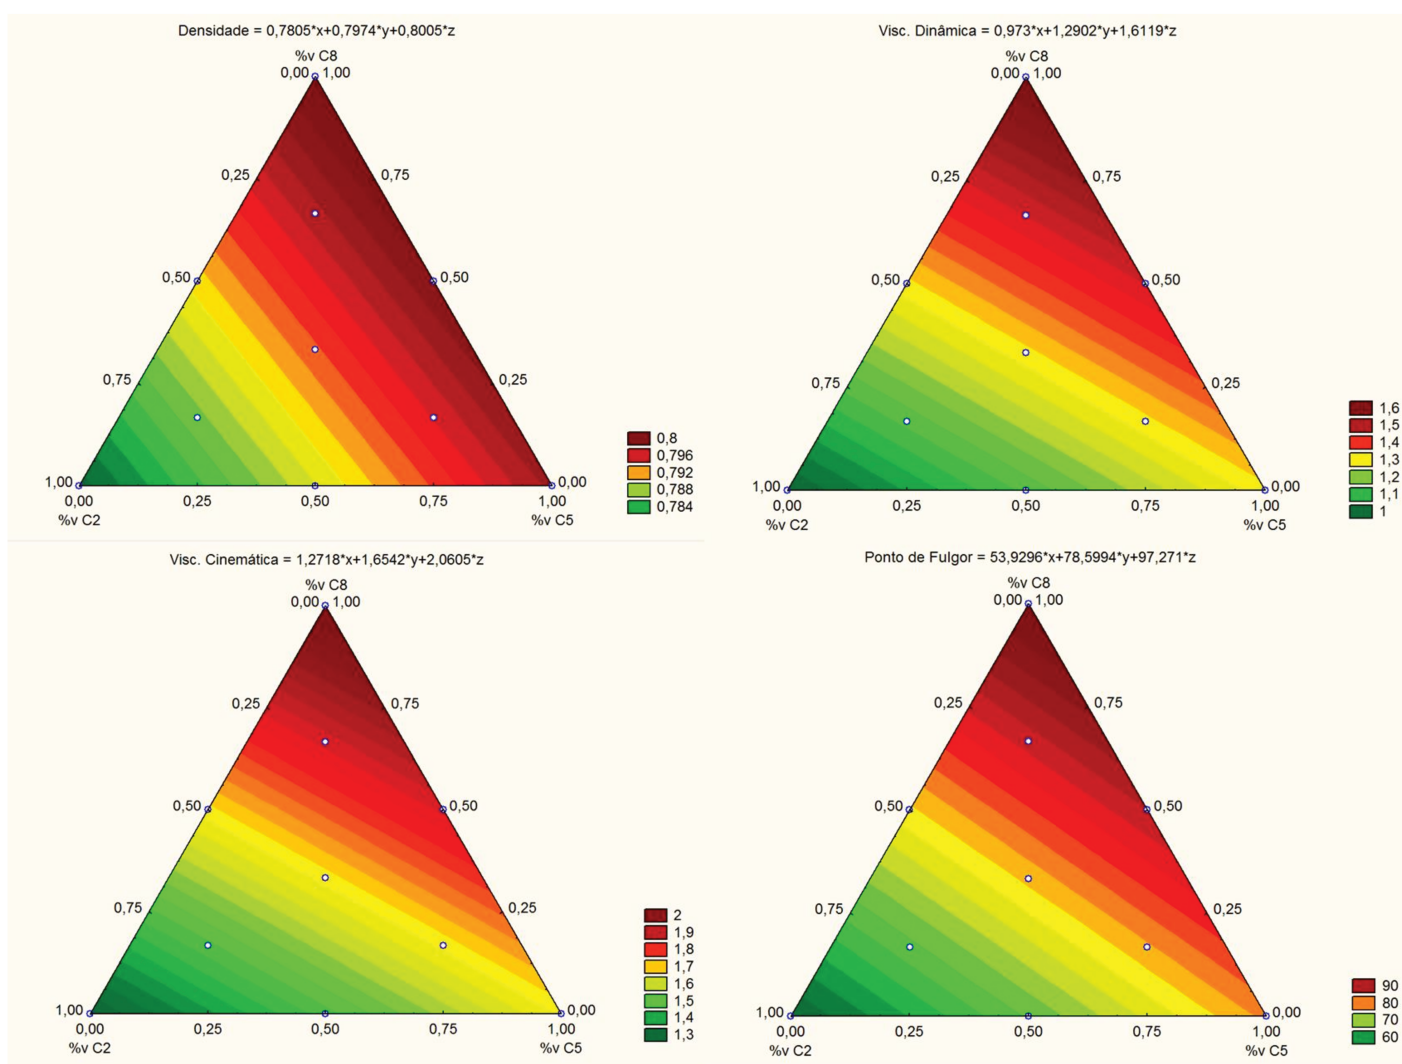 Densidade = 0,7805*x+0,7974*y+0,8005*z
%v C8
0,00 1,00
0,25 0,75
0,50 0,50
0,75 0,25
1,00 0,00
0,00 0,25 0,50 0,75 1,00
%v C2 %v C5
0,8
0,796
0,792
0,788
0,784
Visc. Dinâmica = 0,973*x+1,2902*y+1,6119*z
%v C8
0,00 1,00
0,25 0,75
0,50 0,50
0,75 0,25
1,00 0,00
0,00 0,25 0,50 0,75 1,00
%v C2 %v C5
1,6
1,5
1,4
1,3
1,2
1,1
1
Visc. Cinemática = 1,2718*x+1,6542*y+2,0605*z
%v C8
0,00 1,00
0,25 0,75
0,50 0,50
0,75 0,25
1,00 0,00
0,00 0,25 0,50 0,75 1,00
%v C2 %v C5
2
1,9
1,8
1,7
1,6
1,5
1,4
1,3
Ponto de Fulgor = 53,9296*x+78,5994*y+97,271*z
%v C8
0,00 1,00
0,25 0,75
0,50 0,50
0,75 0,25
1,00 0,00
0,00 0,25 0,50 0,75 1,00
%v C2 %v C5
90
80
70
60